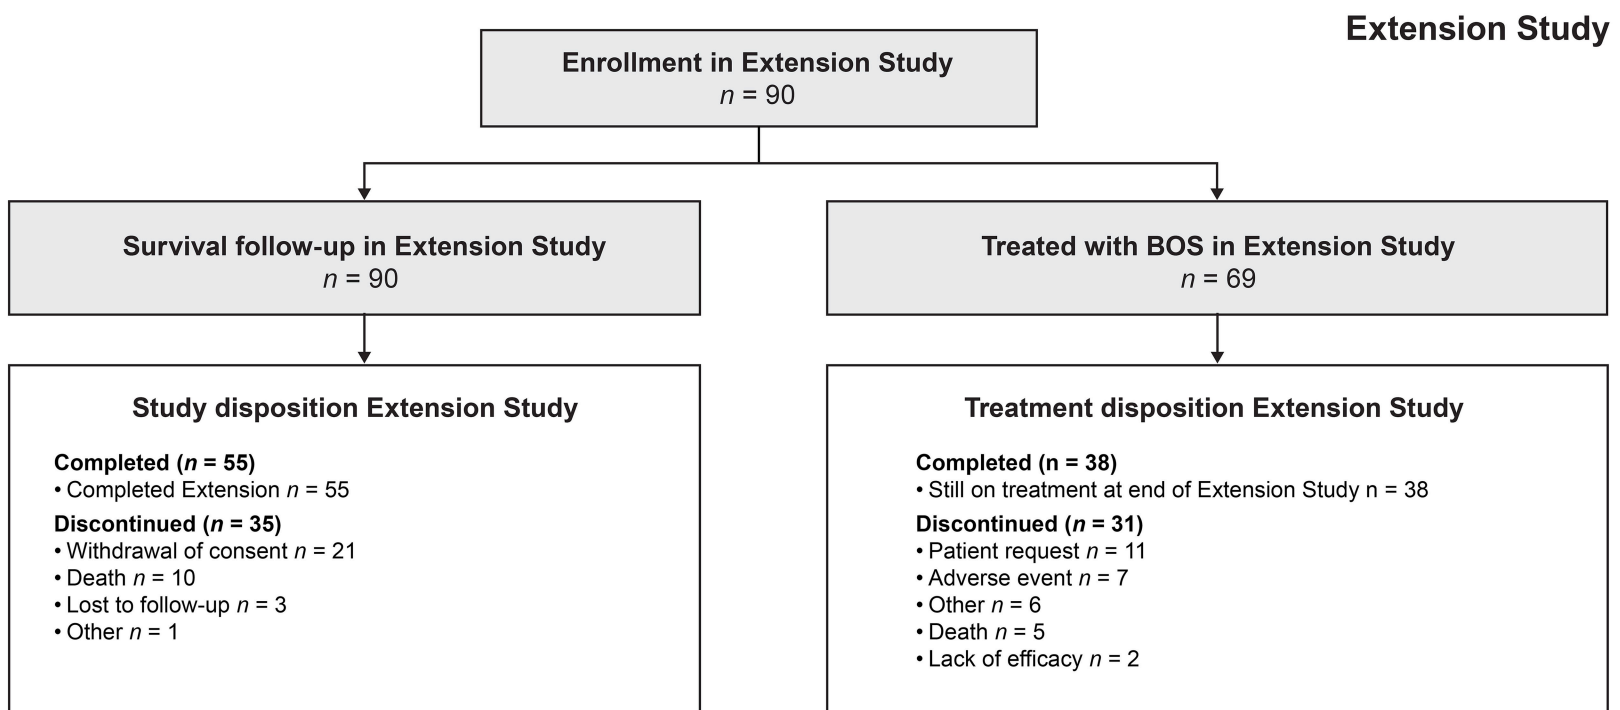 Extension Study
Enrollment in Extension Study
n = 90
Survival follow-up in Extension Study
n = 90
Treated with BOS in Extension Study
n = 69
Study disposition Extension Study
Completed (n = 55)
• Completed Extension n = 55
Discontinued (n = 35)
• Withdrawal of consent n = 21
• Death n = 10
• Lost to follow-up n = 3
• Other n = 1
Treatment disposition Extension Study
Completed (n = 38)
• Still on treatment at end of Extension Study n = 38
Discontinued (n = 31)
• Patient request n = 11
• Adverse event n = 7
• Other n = 6
• Death n = 5
• Lack of efficacy n = 2